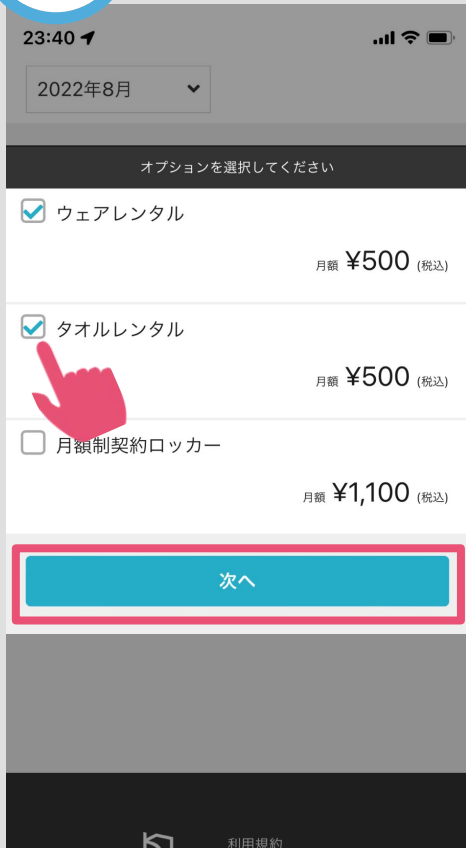 23:40
2022年8月
オプションを選択してください
ウェアレンタル
月額 ¥500 (税込)
タオルレンタル
月額 ¥500 (税込)
月額制契約ロッカー
月額 ¥1,100 (税込)
次へ
利用規約